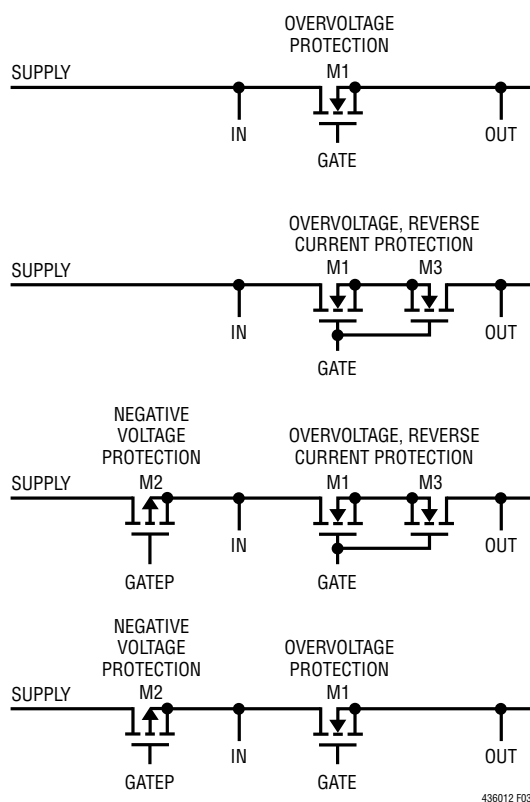 OVERVOLTAGE
PROTECTION
SUPPLY
M1
IN
OUT
GATE
OVERVOLTAGE, REVERSE
CURRENT PROTECTION
SUPPLY
M1
M3
IN
OUT
GATE
NEGATIVE
VOLTAGE
PROTECTION
OVERVOLTAGE, REVERSE
CURRENT PROTECTION
SUPPLY
M2
M1
M3
IN
OUT
GATEP
GATE
NEGATIVE
VOLTAGE
PROTECTION
OVERVOLTAGE
PROTECTION
SUPPLY
M2
M1
IN
OUT
GATEP
GATE
436012 F03